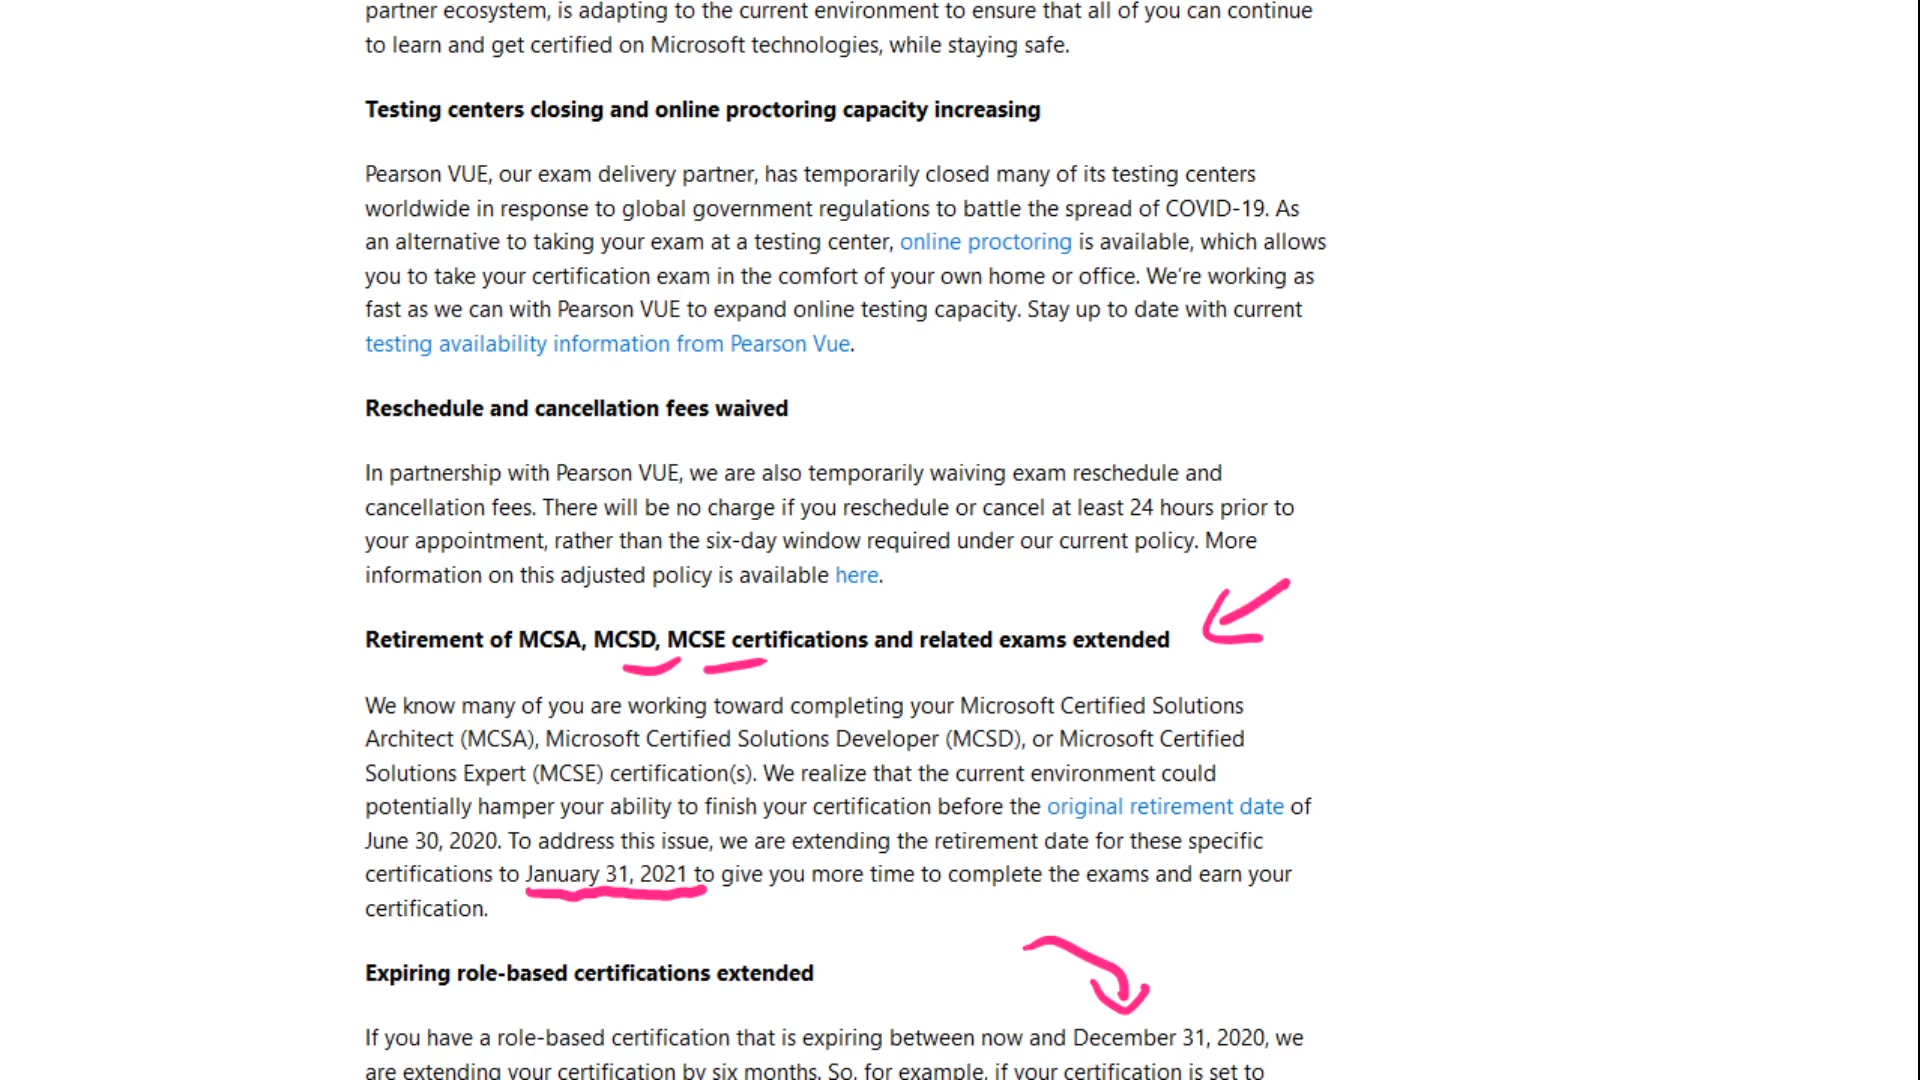 partner ecosystem, is adapting to the current environment to ensure that all of you can continue
to learn and get certified on Microsoft technologies, while staying safe.
Testing centers closing and online proctoring capacity increasing
Pearson VUE, our exam delivery partner, has temporarily closed many of its testing centers
worldwide in response to global government regulations to battle the spread of COVID-19. As
an alternative to taking your exam at a testing center, online proctoring is available, which allows
you to take your certification exam in the comfort of your own home or office. We’re working as
fast as we can with Pearson VUE to expand online testing capacity. Stay up to date with current
testing availability information from Pearson Vue.
Reschedule and cancellation fees waived
In partnership with Pearson VUE, we are also temporarily waiving exam reschedule and
cancellation fees. There will be no charge if you reschedule or cancel at least 24 hours prior to
your appointment, rather than the six-day window required under our current policy. More
information on this adjusted policy is available here.
Retirement of MCSA, MCSD, MCSE certifications and related exams extended
We know many of you are working toward completing your Microsoft Certified Solutions
Architect (MCSA), Microsoft Certified Solutions Developer (MCSD), or Microsoft Certified
Solutions Expert (MCSE) certification(s). We realize that the current environment could
potentially hamper your ability to finish your certification before the original retirement date of
June 30, 2020. To address this issue, we are extending the retirement date for these specific
certifications to January 31, 2021 to give you more time to complete the exams and earn your
certification.
Expiring role-based certifications extended
If you have a role-based certification that is expiring between now and December 31, 2020, we
are extending your certification by six months. So, for example, if your certification is set to